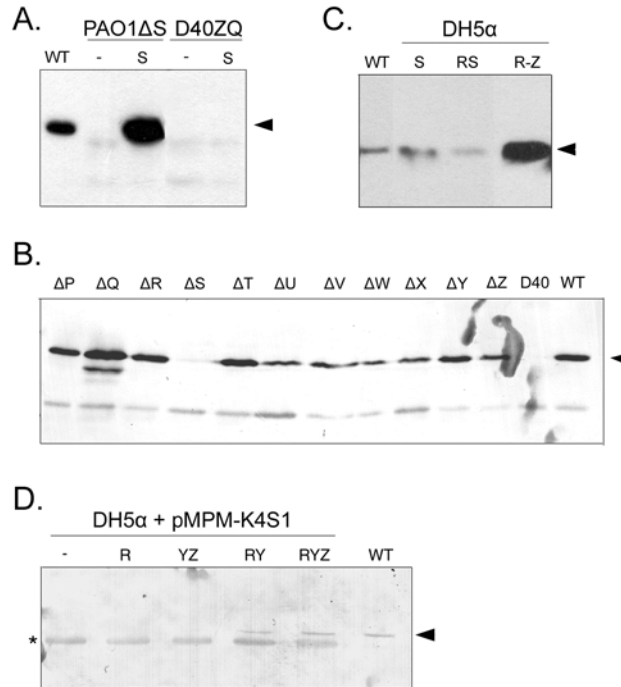 A.
PAO1ΔS D40ZQ
WT - S - S
C.
DH5α
WT S RS R-Z
B.
ΔP ΔQ ΔR ΔS ΔT ΔU ΔV ΔW ΔX ΔY ΔZ D40 WT
D.
DH5α + pMPM-K4S1
- R YZ RY RYZ WT
*